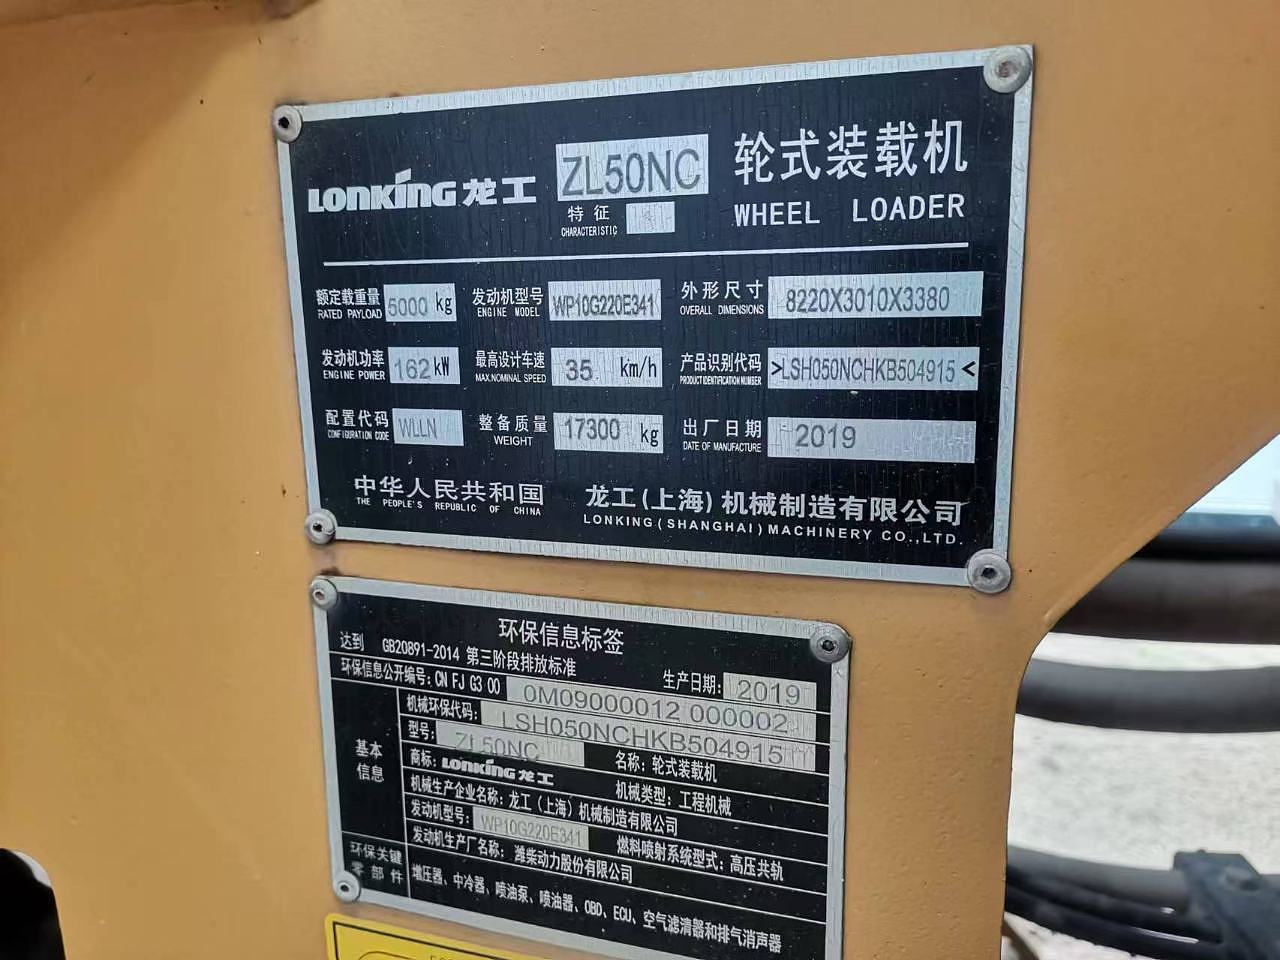 LONKING 龙工 ZL50NC 轮式装载机
特征
CHARACTERISTIC
WHEEL LOADER
额定载重量 5000 kg 发动机型号 WP10G220E341 外形尺寸 8220X3010X3380
RATED PAYLOAD ENGINE MODEL OVERALL DIMENSIONS
发动机功率 162 kW 最高设计车速 35 km/h 产品识别代码 >LSH050NCHKB504915<
ENGINE POWER MAX.NOMINAL SPEED PRODUCT IDENTIFICATION NUMBER
配置代码 WLLN 整备质量 17300 kg 出厂日期 2019
CONFIGURATION CODE WEIGHT DATE OF MANUFACTURE
中华人民共和国 龙工(上海)机械制造有限公司
THE PEOPLE'S REPUBLIC OF CHINA LONKING (SHANGHAI) MACHINERY CO.,LTD.
环保信息标签
达到 GB20891-2014 第三阶段排放标准
生产日期: 2019
环保信息公开编号: CN FJ G3 00 0M09000012 000002
基本信息
机械环保代码: LSH050NCHKB504915
型号: ZL50NC 名称: 轮式装载机
商标: LONKING 龙工 机械类型: 工程机械
机械生产企业名称: 龙工(上海)机械制造有限公司
发动机型号: WP10G220E341 燃料喷射系统型式: 高压共轨
发动机生产厂名称: 潍柴动力股份有限公司
环保关键零部件
增压器、中冷器、喷油泵、喷油器、OBD、ECU、空气滤清器和排气消声器